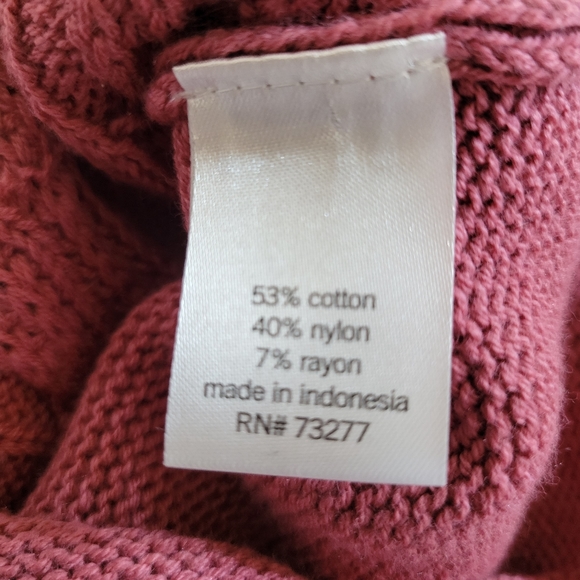 53% cotton
40% nylon
7% rayon
made in indonesia
RN# 73277